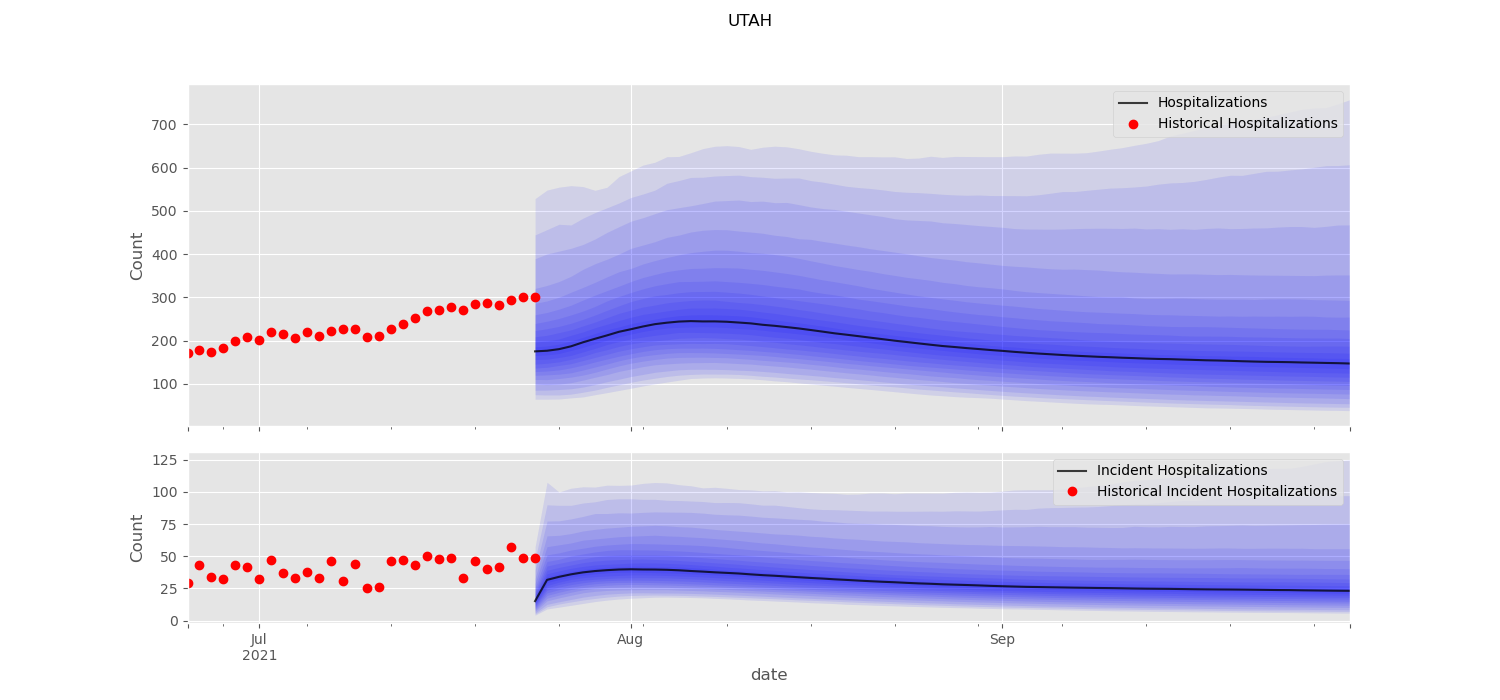 UTAH
Hospitalizations
Historical Hospitalizations
700
600
500
400
300
200
100
Count
Incident Hospitalizations
Historical Incident Hospitalizations
125
100
75
50
25
0
Count
Jul
2021
Aug
Sep
date